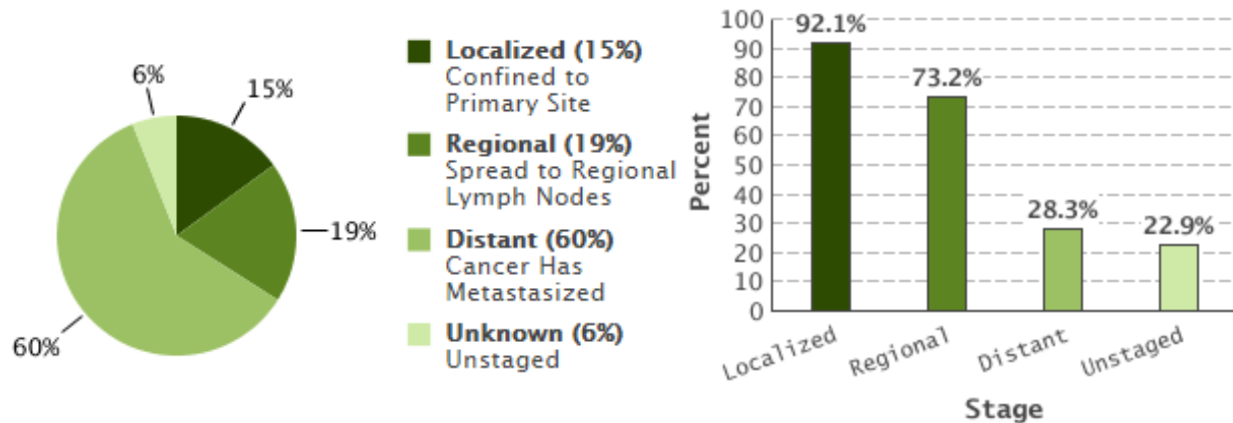 6%
15%
19%
60%
Localized (15%)
Confined to
Primary Site
Regional (19%)
Spread to Regional
Lymph Nodes
Distant (60%)
Cancer Has
Metastasized
Unknown (6%)
Unstaged
Percent
100
90
80
70
60
50
40
30
20
10
0
92.1%
73.2%
28.3%
22.9%
Localized
Regional
Distant
Unstaged
Stage